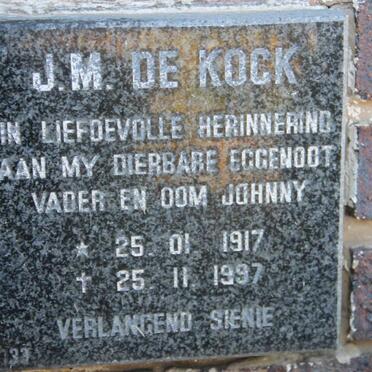 J.M. DE KOCK
IN LIEFDEVOLLE HERINNERING
AAN MY DIERBARE EGGENOOT
VADER EN OOM JOHNNY
* 25. 01 1917
† 25. 11 1997
VERLANGEND SIENIE
33